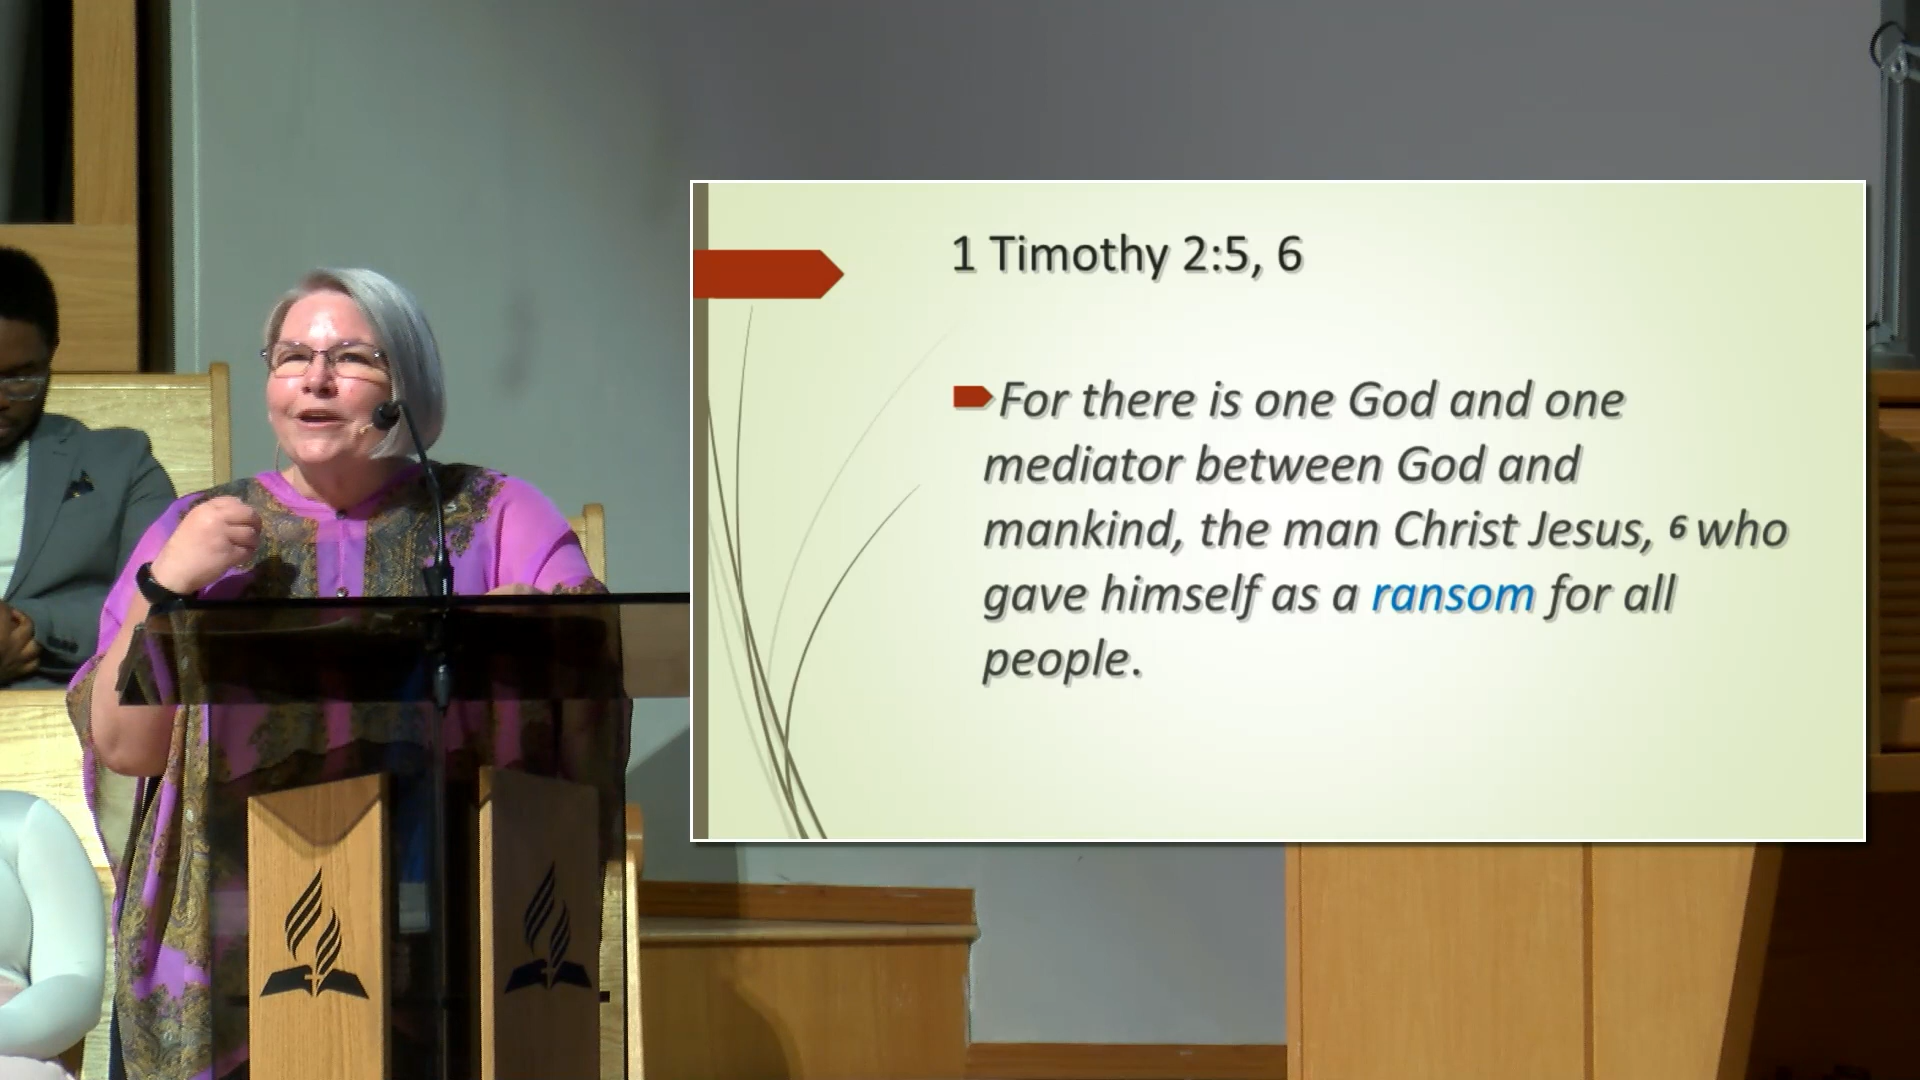 1 Timothy 2:5, 6
For there is one God and one
mediator between God and
mankind, the man Christ Jesus, 6 who
gave himself as a ransom for all
people.